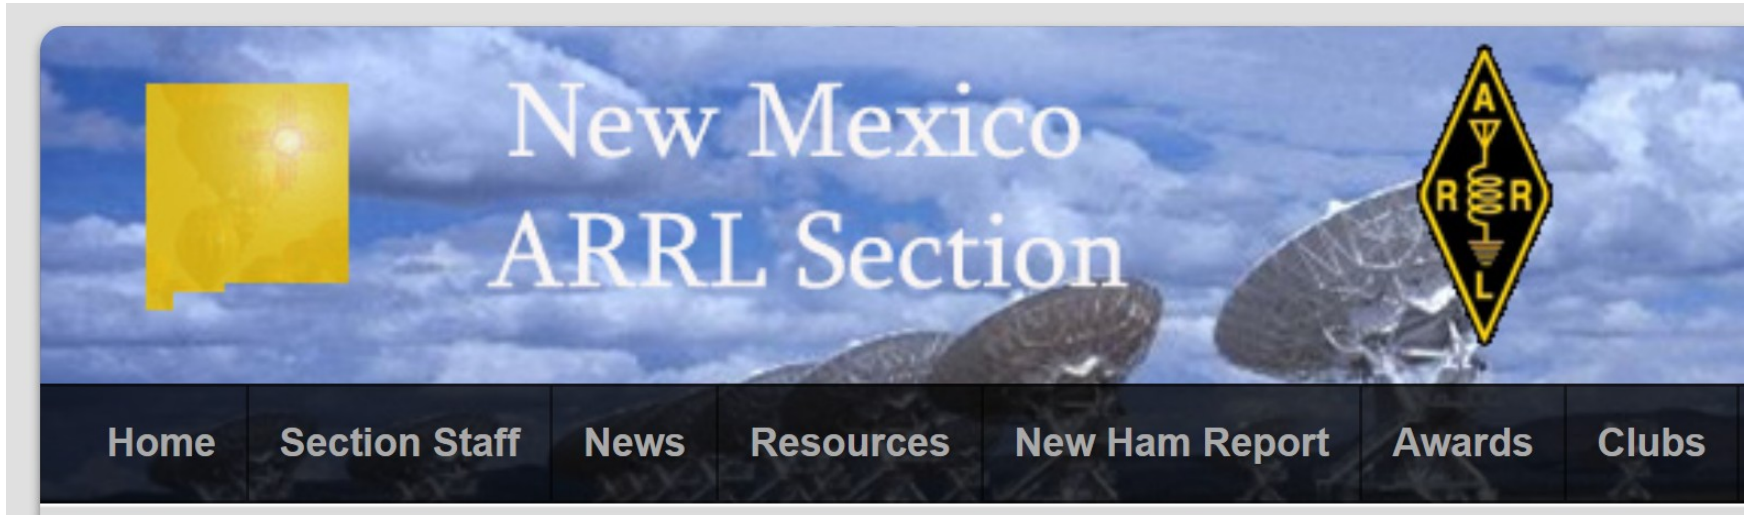 New Mexico
ARRL Section
A
R R
L
Home Section Staff News Resources New Ham Report Awards Clubs